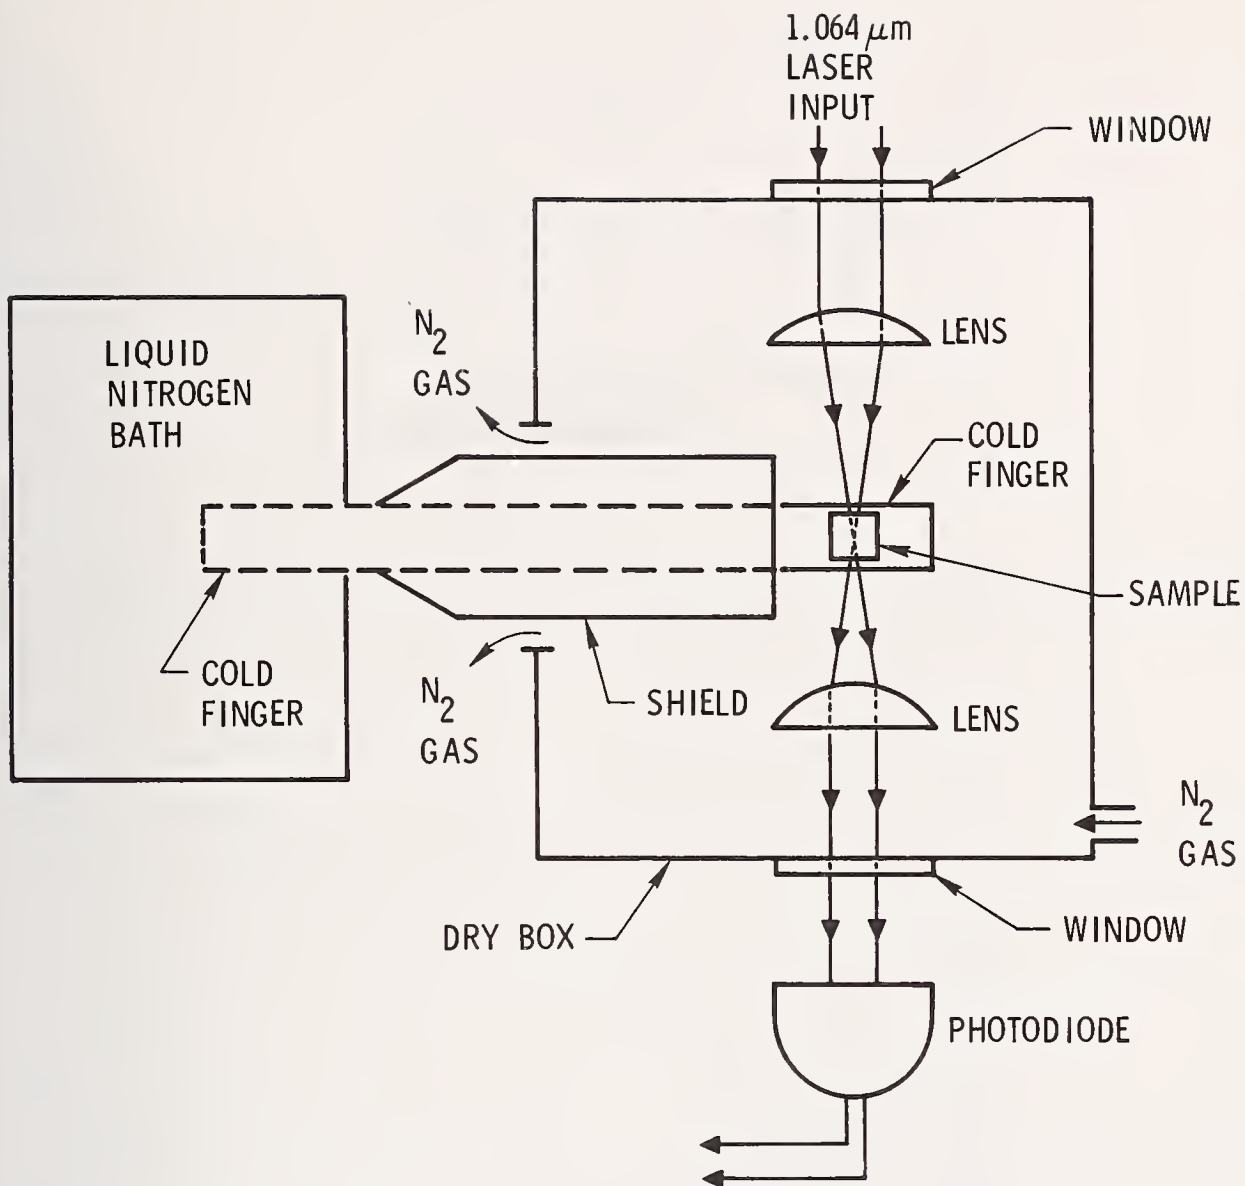 1.064 μm
LASER
INPUT
WINDOW
LENS
N2
GAS
LIQUID
NITROGEN
BATH
COLD
FINGER
SAMPLE
COLD
FINGER
SHIELD
N2
GAS
LENS
N2
GAS
DRY BOX
WINDOW
PHOTODIODE